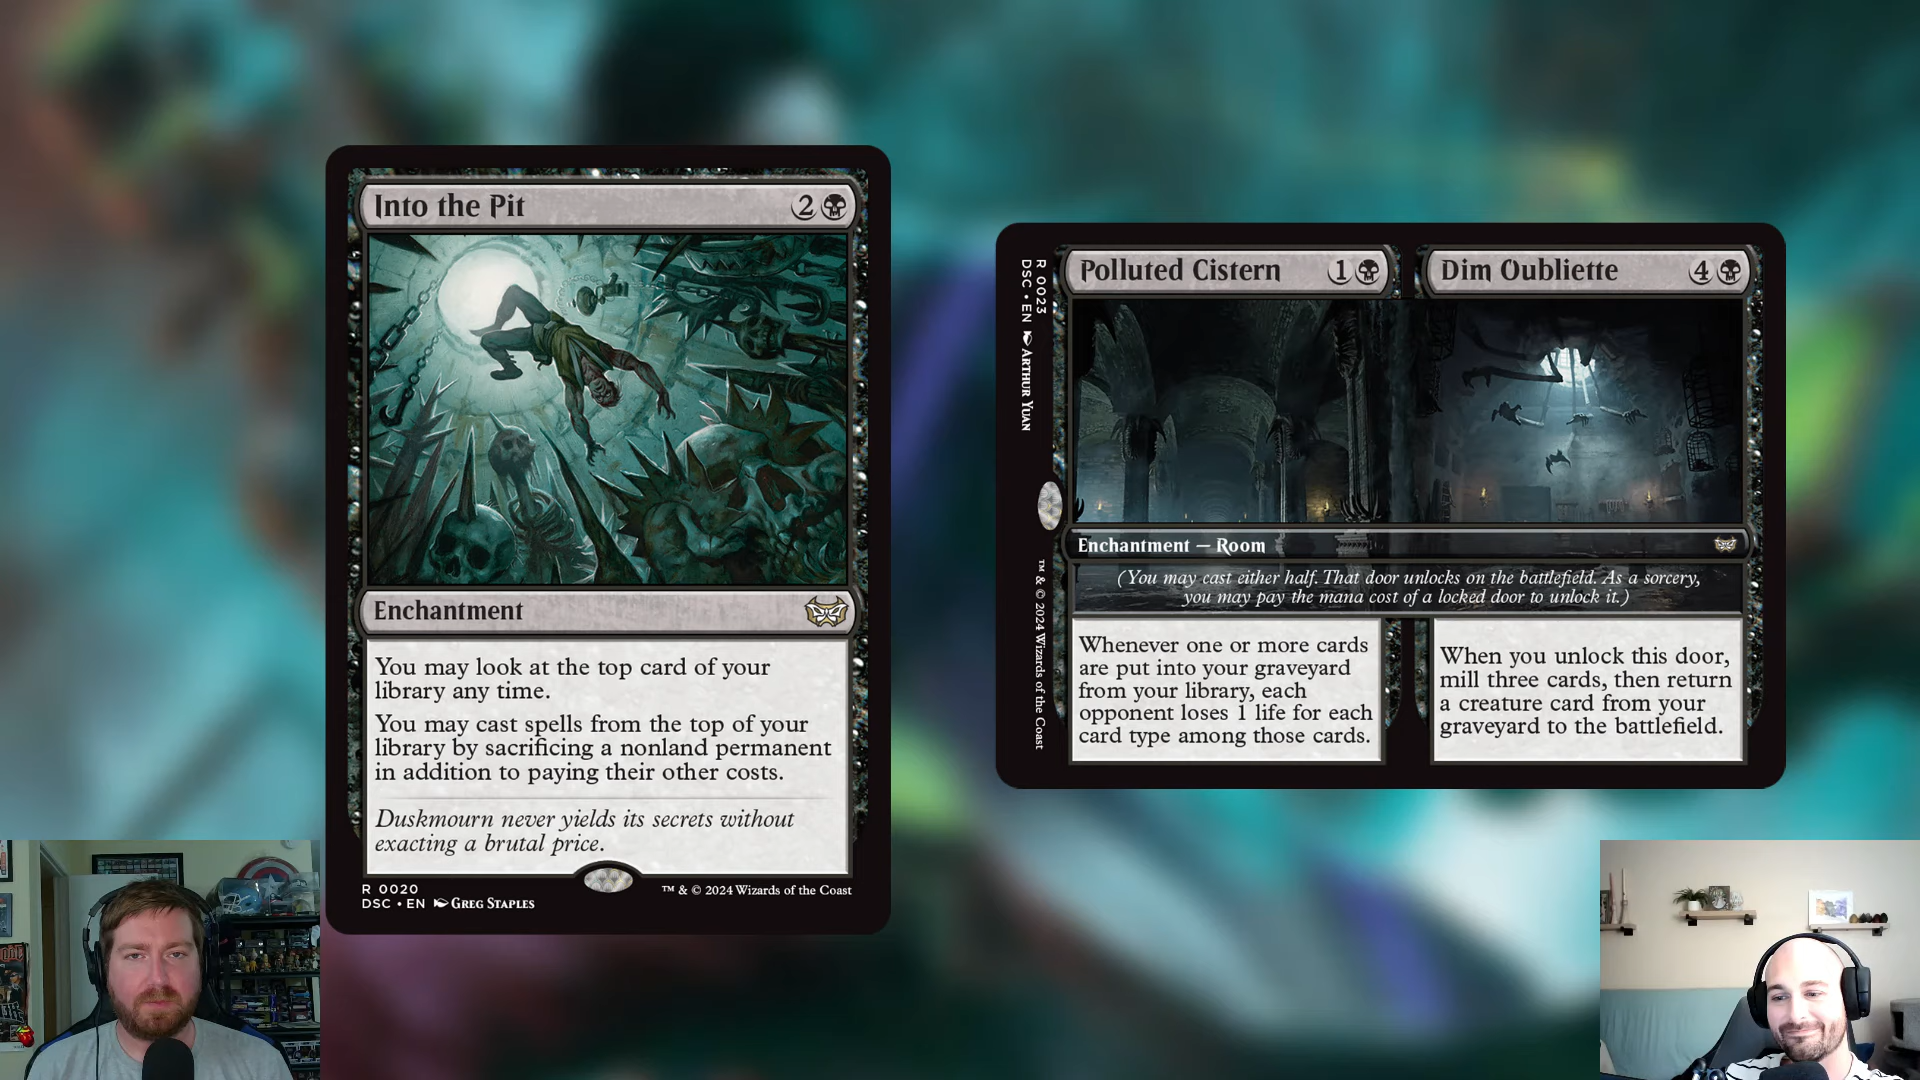 Into the Pit
2
Enchantment
You may look at the top card of your
library any time.
You may cast spells from the top of your
library by sacrificing a nonland permanent
in addition to paying their other costs.
Duskmourn never yields its secrets without
exacting a brutal price.
R 0020
DSC • EN GREG STAPLES
™ & © 2024 Wizards of the Coast
R 0023
DSC • EN ARTHUR YUAN
™ & © 2024 Wizards of the Coast
Polluted Cistern 1
Dim Oubliette 4
Enchantment — Room
(You may cast either half. That door unlocks on the battlefield. As a sorcery,
you may pay the mana cost of a locked door to unlock it.)
Whenever one or more cards
are put into your graveyard
from your library, each
opponent loses 1 life for each
card type among those cards.
When you unlock this door,
mill three cards, then return
a creature card from your
graveyard to the battlefield.